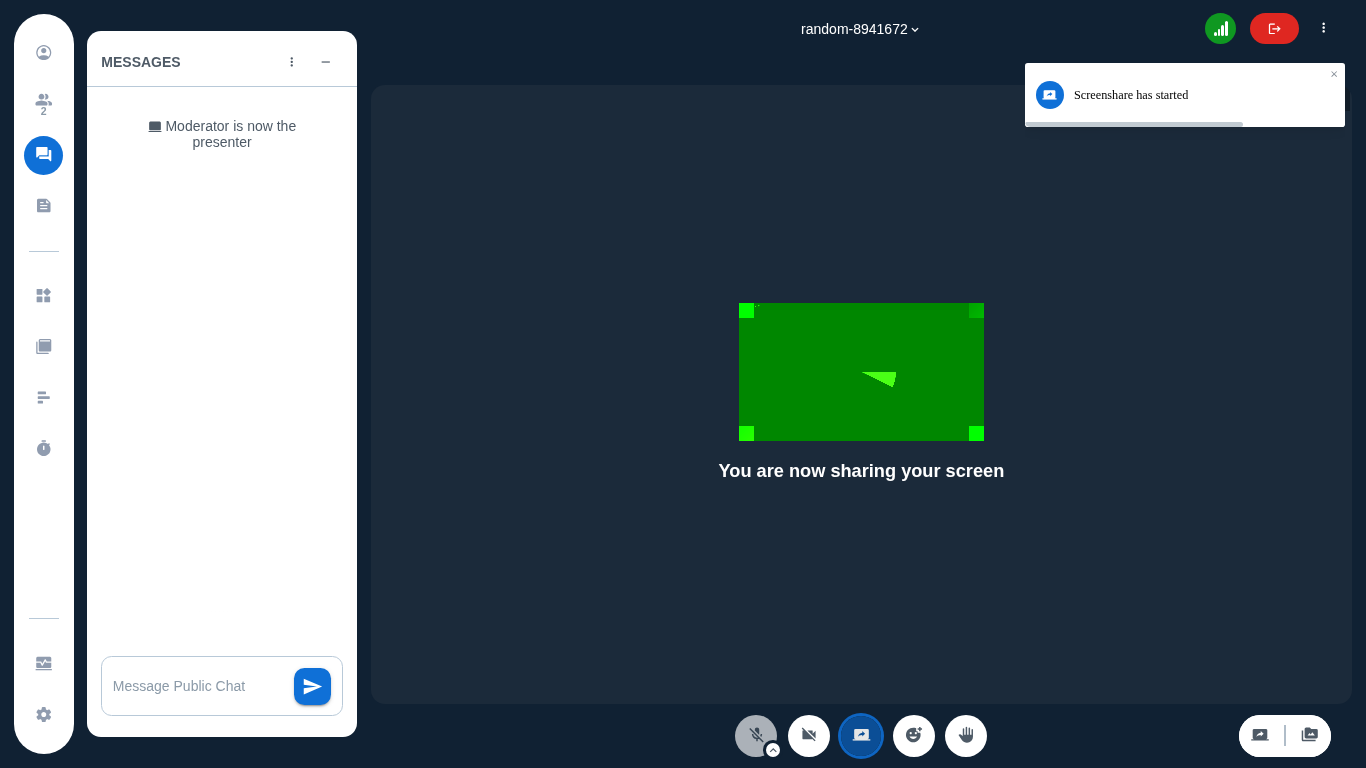 random-8941672
MESSAGES
2
Screenshare has started
Moderator is now the
presenter
You are now sharing your screen
Message Public Chat